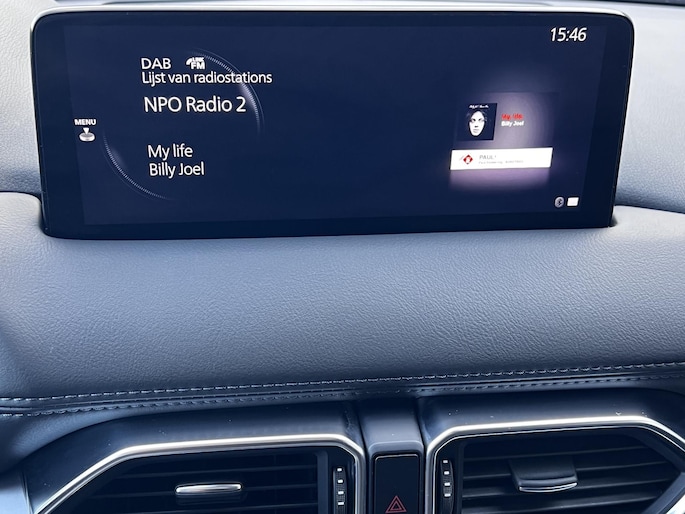 15:46
DAB
FM
Lijst van radiostations
NPO Radio 2
MENU
My life
Billy Joel
My life
Billy Joel
PAUL!